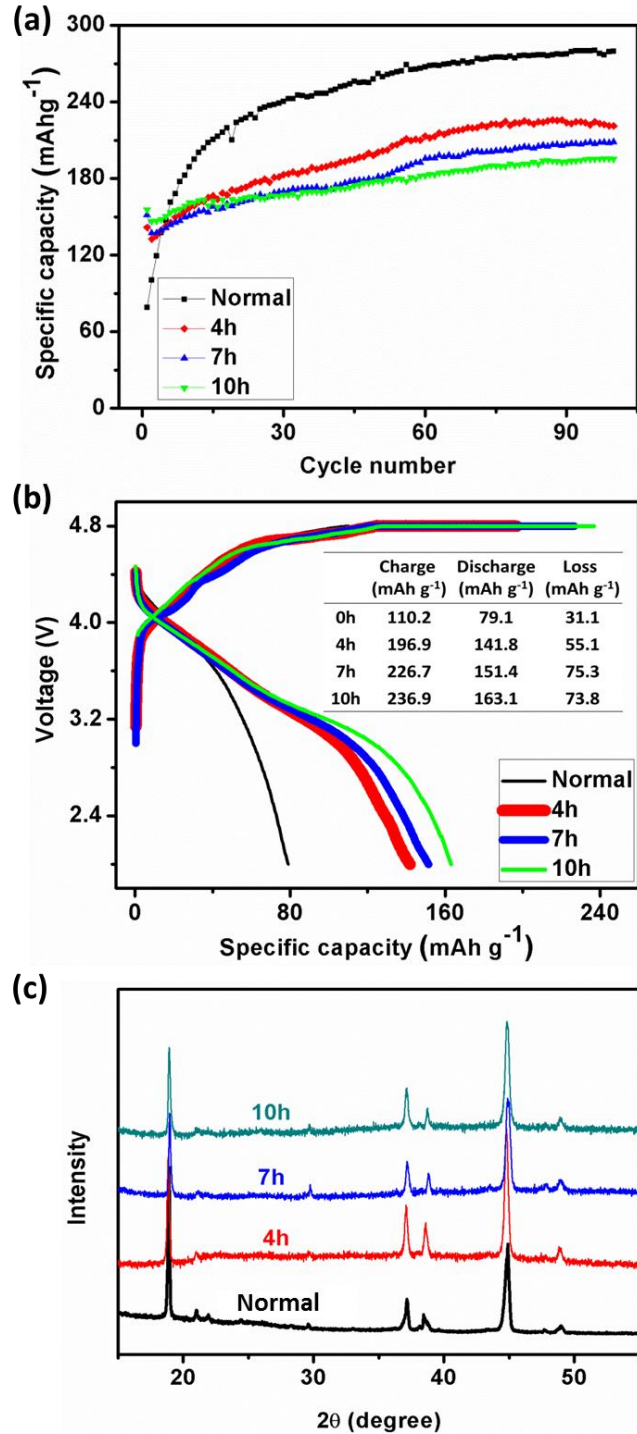 (a)
300
240
180
120
60
0
Specific capacity (mAhg⁻¹)
Normal
4h
7h
10h
0
30
60
90
Cycle number
(b)
4.8
4.0
3.2
2.4
Voltage (V)
Charge Discharge Loss
(mAh g⁻¹) (mAh g⁻¹) (mAh g⁻¹)
0h 110.2 79.1 31.1
4h 196.9 141.8 55.1
7h 226.7 151.4 75.3
10h 236.9 163.1 73.8
Normal
4h
7h
10h
0
80
160
240
Specific capacity (mAh g⁻¹)
(c)
Intensity
10h
7h
4h
Normal
20
30
40
50
2θ (degree)